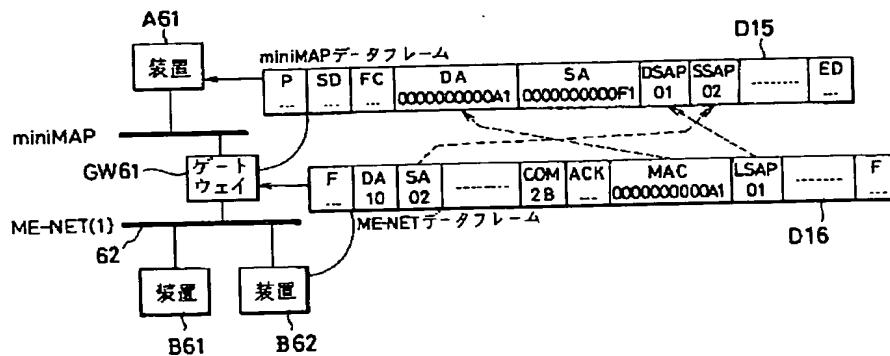 A61
装置
miniMAPデータフレーム
D15
P
...
SD
...
FC
...
DA
0000000000A1
SA
0000000000F1
DSAP
01
SSAP
02
--------
ED
...
miniMAP
GW61
ゲート
ウェイ
F
...
DA
10
SA
02
--------
COM
2B
ACK
...
MAC
0000000000A1
LSAP
01
--------
F
...
ME-NETデータフレーム
D16
ME-NET(1)
62
装置
B61
装置
B62